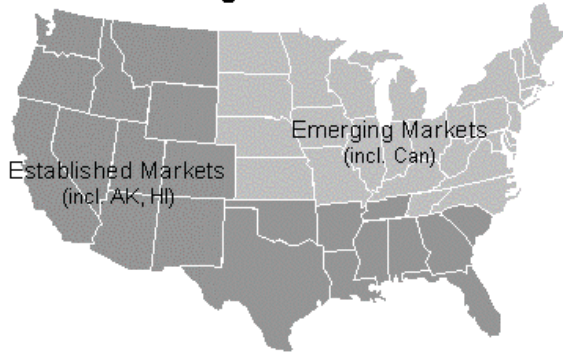 Emerging Markets
(incl. Can)
Established Markets
(incl. AK, HI)